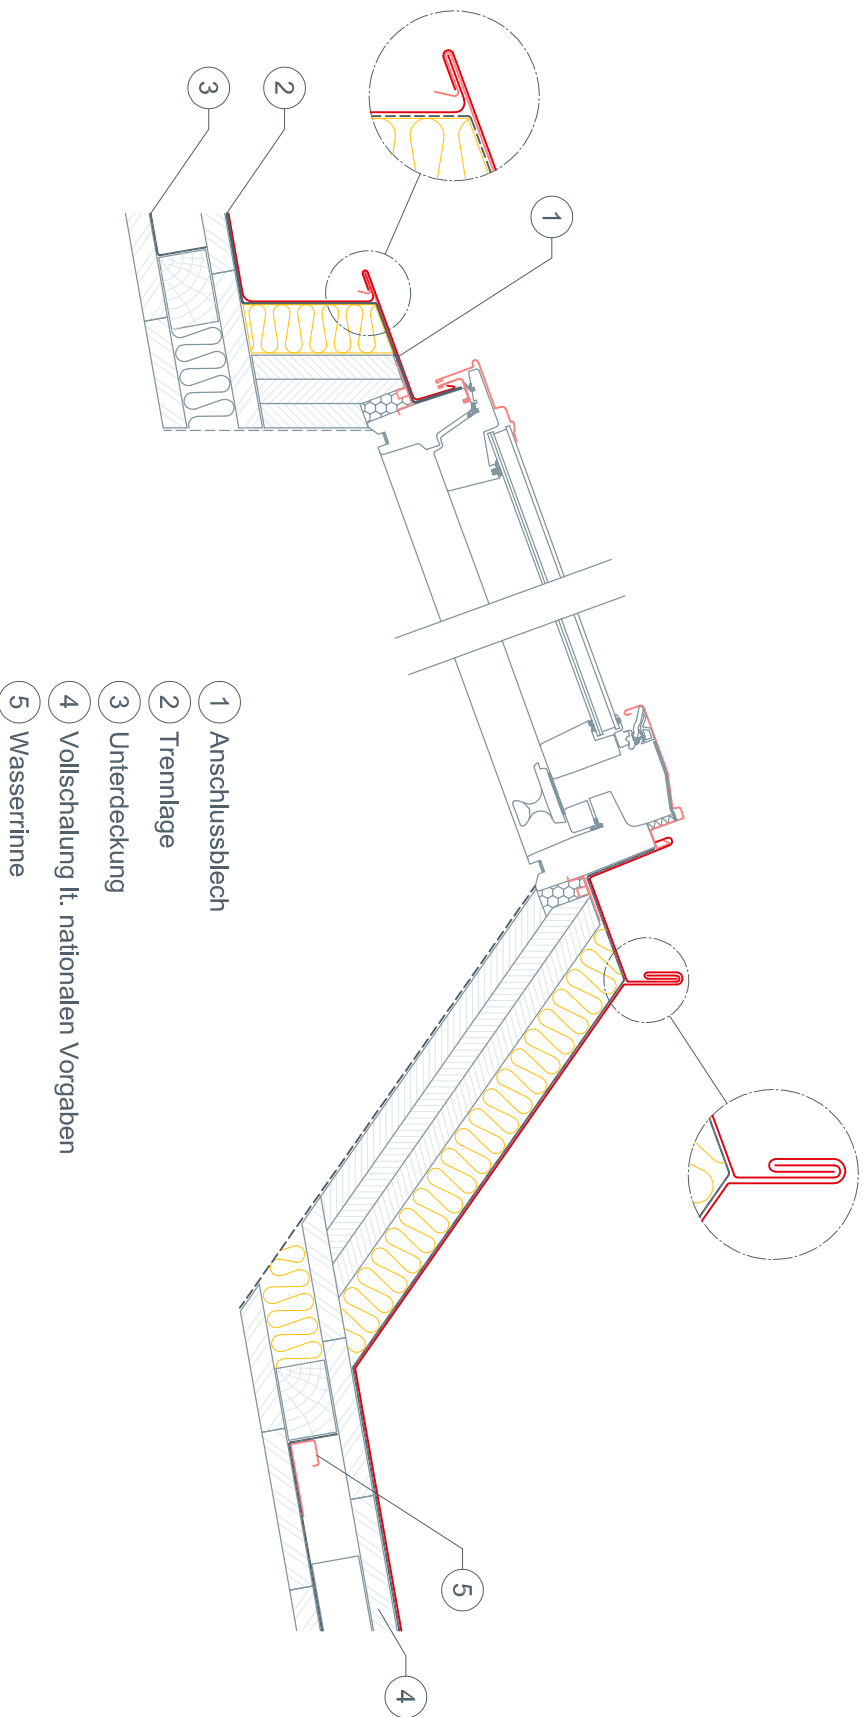 3
2
1
5
4
1 Anschlussblech
2 Trennlage
3 Unterdeckung
4 Vollschalung lt. nationalen Vorgaben
5 Wasserrinne